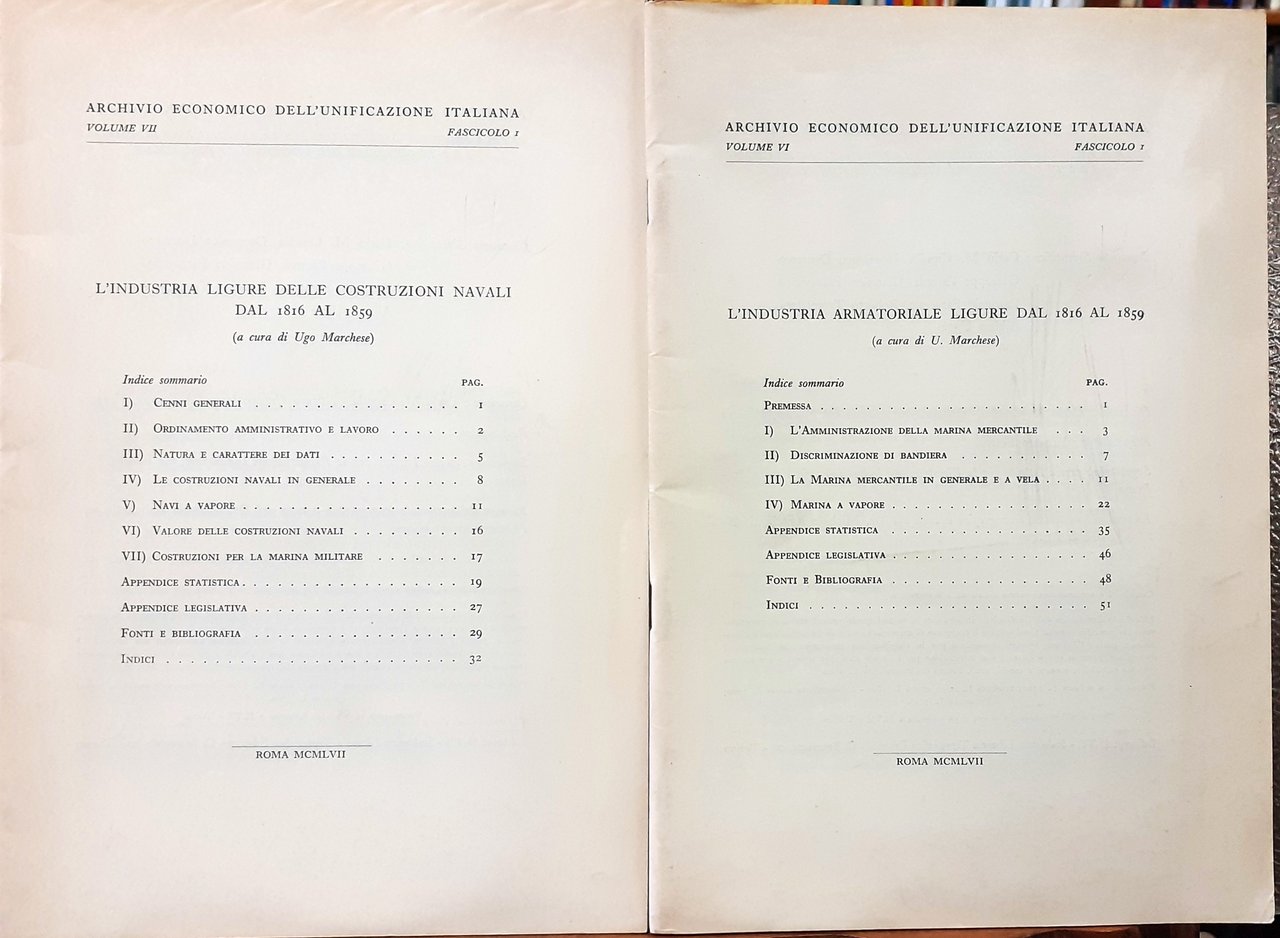 ARCHIVIO ECONOMICO DELL'UNIFICAZIONE ITALIANA
VOLUME VII FASCICOLO 1
L'INDUSTRIA LIGURE DELLE COSTRUZIONI NAVALI
DAL 1816 AL 1859
(a cura di Ugo Marchese)
Indice sommario PAG.
I) CENNI GENERALI . . . . . . . . . . . . . . . . . 1
II) ORDINAMENTO AMMINISTRATIVO E LAVORO . . . . . . 2
III) NATURA E CARATTERE DEI DATI . . . . . . . . . . . 5
IV) LE COSTRUZIONI NAVALI IN GENERALE . . . . . . . . 8
V) NAVI A VAPORE . . . . . . . . . . . . . . . . . . 11
VI) VALORE DELLE COSTRUZIONI NAVALI . . . . . . . . . 16
VII) COSTRUZIONI PER LA MARINA MILITARE . . . . . . . 17
APPENDICE STATISTICA . . . . . . . . . . . . . . . . . . 19
APPENDICE LEGISLATIVA . . . . . . . . . . . . . . . . . 27
FONTI E BIBLIOGRAFIA . . . . . . . . . . . . . . . . . 29
INDICI . . . . . . . . . . . . . . . . . . . . . . . . 32
ROMA MCMLVII
ARCHIVIO ECONOMICO DELL'UNIFICAZIONE ITALIANA
VOLUME VI FASCICOLO 1
L'INDUSTRIA ARMATORIALE LIGURE DAL 1816 AL 1859
(a cura di U. Marchese)
Indice sommario PAG.
PREMESSA . . . . . . . . . . . . . . . . . . . . . . . 1
I) L'AMMINISTRAZIONE DELLA MARINA MERCANTILE . . . 3
II) DISCRIMINAZIONE DI BANDIERA . . . . . . . . . . . 7
III) LA MARINA MERCANTILE IN GENERALE E A VELA . . . . 11
IV) MARINA A VAPORE . . . . . . . . . . . . . . . . . 22
APPENDICE STATISTICA . . . . . . . . . . . . . . . . . 35
APPENDICE LEGISLATIVA . . . . . . . . . . . . . . . . . 46
FONTI E BIBLIOGRAFIA . . . . . . . . . . . . . . . . . 48
INDICI . . . . . . . . . . . . . . . . . . . . . . . . . 51
ROMA MCMLVII